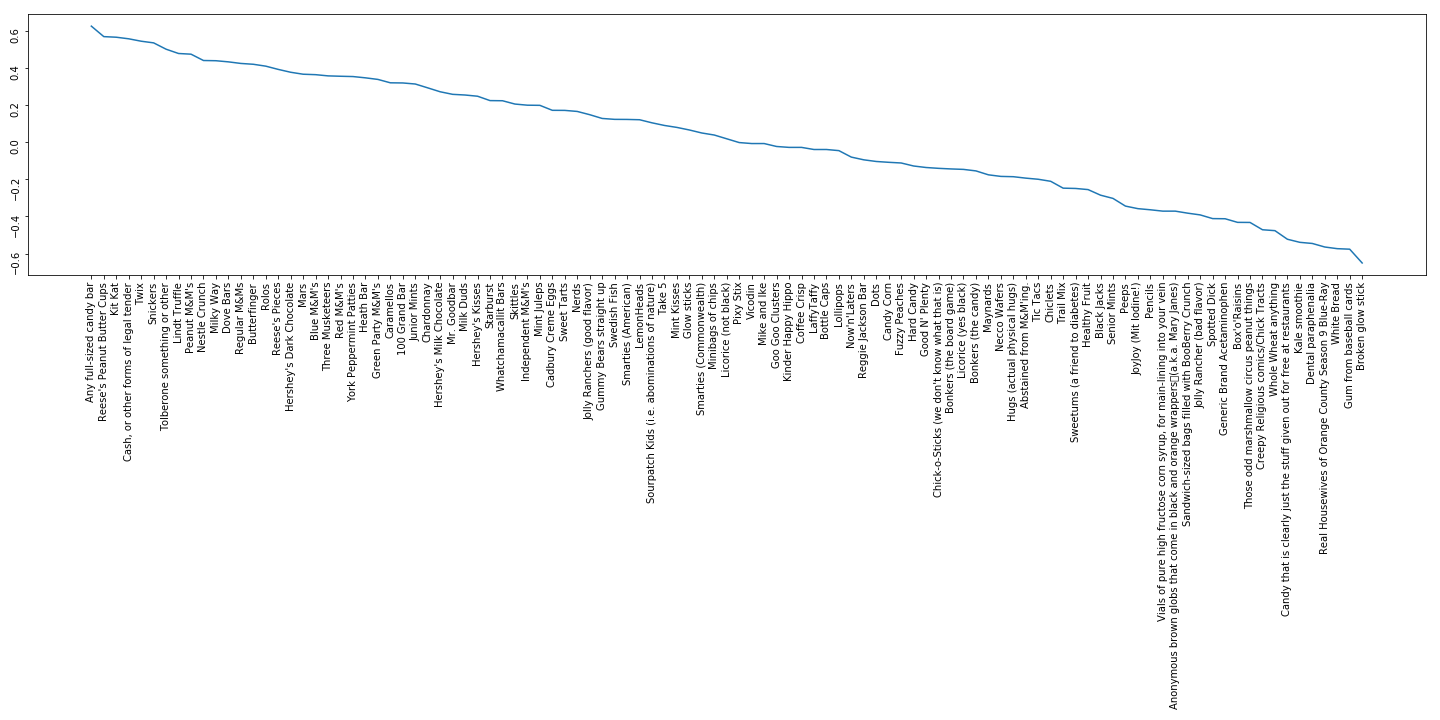 0.6
0.4
0.2
0.0
−0.2
−0.4
−0.6
Any full-sized candy bar
Reese's Peanut Butter Cups
Kit Kat
Cash, or other forms of legal tender
Twix
Snickers
Tolberone something or other
Lindt Truffle
Peanut M&M's
Nestle Crunch
Milky Way
Dove Bars
Regular M&Ms
Butterfinger
Rolos
Reese's Pieces
Hershey's Dark Chocolate
Mars
Blue M&M's
Three Musketeers
Red M&M's
York Peppermint Patties
Heath Bar
Green Party M&M's
Caramellos
100 Grand Bar
Junior Mints
Chardonnay
Hershey's Milk Chocolate
Mr. Goodbar
Milk Duds
Hershey's Kisses
Starburst
Whatchamacallit Bars
Skittles
Independent M&M's
Mint Juleps
Cadbury Creme Eggs
Sweet Tarts
Nerds
Jolly Ranchers (good flavor)
Gummy Bears straight up
Swedish Fish
Smarties (American)
LemonHeads
Sourpatch Kids (i.e. abominations of nature)
Take 5
Mint Kisses
Glow sticks
Smarties (Commonwealth)
Minibags of chips
Licorice (not black)
Pixy Stix
Vicodin
Mike and Ike
Goo Goo Clusters
Kinder Happy Hippo
Coffee Crisp
LaffyTaffy
Bottle Caps
Lollipops
Now'n'Laters
Reggie Jackson Bar
Dots
Candy Corn
Fuzzy Peaches
Hard Candy
Good N' Plenty
Chick-o-Sticks (we don't know what that is)
Bonkers (the board game)
Licorice (yes black)
Bonkers (the candy)
Maynards
Necco Wafers
Hugs (actual physical hugs)
Abstained from M&M'ing.
Tic Tacs
Chiclets
Trail Mix
Sweetums (a friend to diabetes)
Healthy Fruit
Black Jacks
Senior Mints
Peeps
JoyJoy (Mit Iodine!)
Pencils
Vials of pure high fructose corn syrup, for main-lining into your vein
Anonymous brown globs that come in black and orange wrappers (a.k.a. Mary Janes)
Sandwich-sized bags filled with BooBerry Crunch
Jolly Rancher (bad flavor)
Spotted Dick
Generic Brand Acetaminophen
Box'o'Raisins
Those odd marshmallow circus peanut things
Creepy Religious comics/Chick Tracts
Whole Wheat anything
Candy that is clearly just the stuff given out for free at restaurants
Kale smoothie
Dental paraphenalia
Real Housewives of Orange County Season 9 Blue-Ray
White Bread
Gum from baseball cards
Broken glow stick